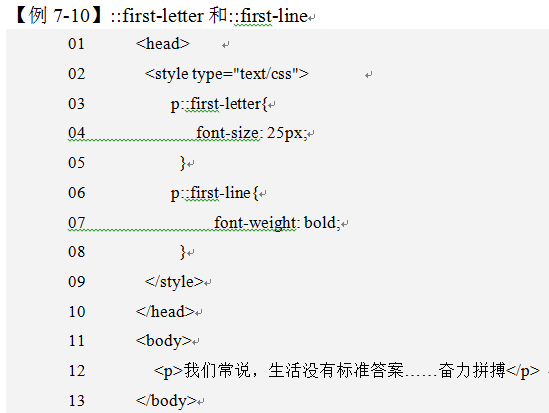 【例 7-10】::first-letter 和::first-line
01 <head>
02 <style type="text/css">
03 p::first-letter{
04 font-size: 25px;
05 }
06 p::first-line{
07 font-weight: bold;
08 }
09 </style>
10 </head>
11 <body>
12 <p>我们常说，生活没有标准答案……奋力拼搏</p>
13 </body>